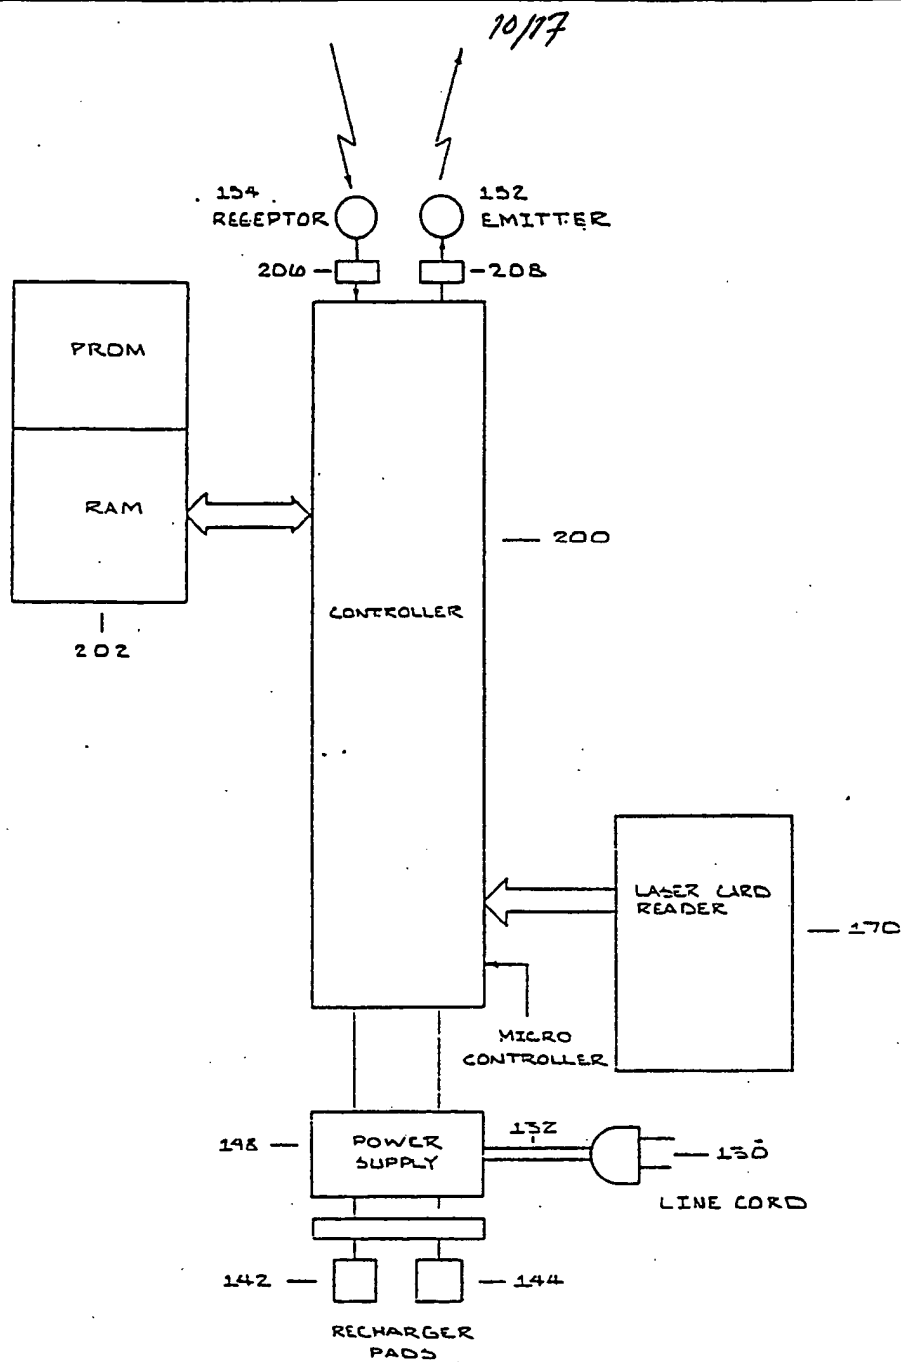 10/17
154
RECEPTOR
152
EMITTER
206
208
PROM
RAM
200
CONTROLLER
202
LASER CARD
READER
170
MICRO
CONTROLLER
198
POWER
SUPPLY
132
130
LINE CORD
142
144
RECHARGER
PADS